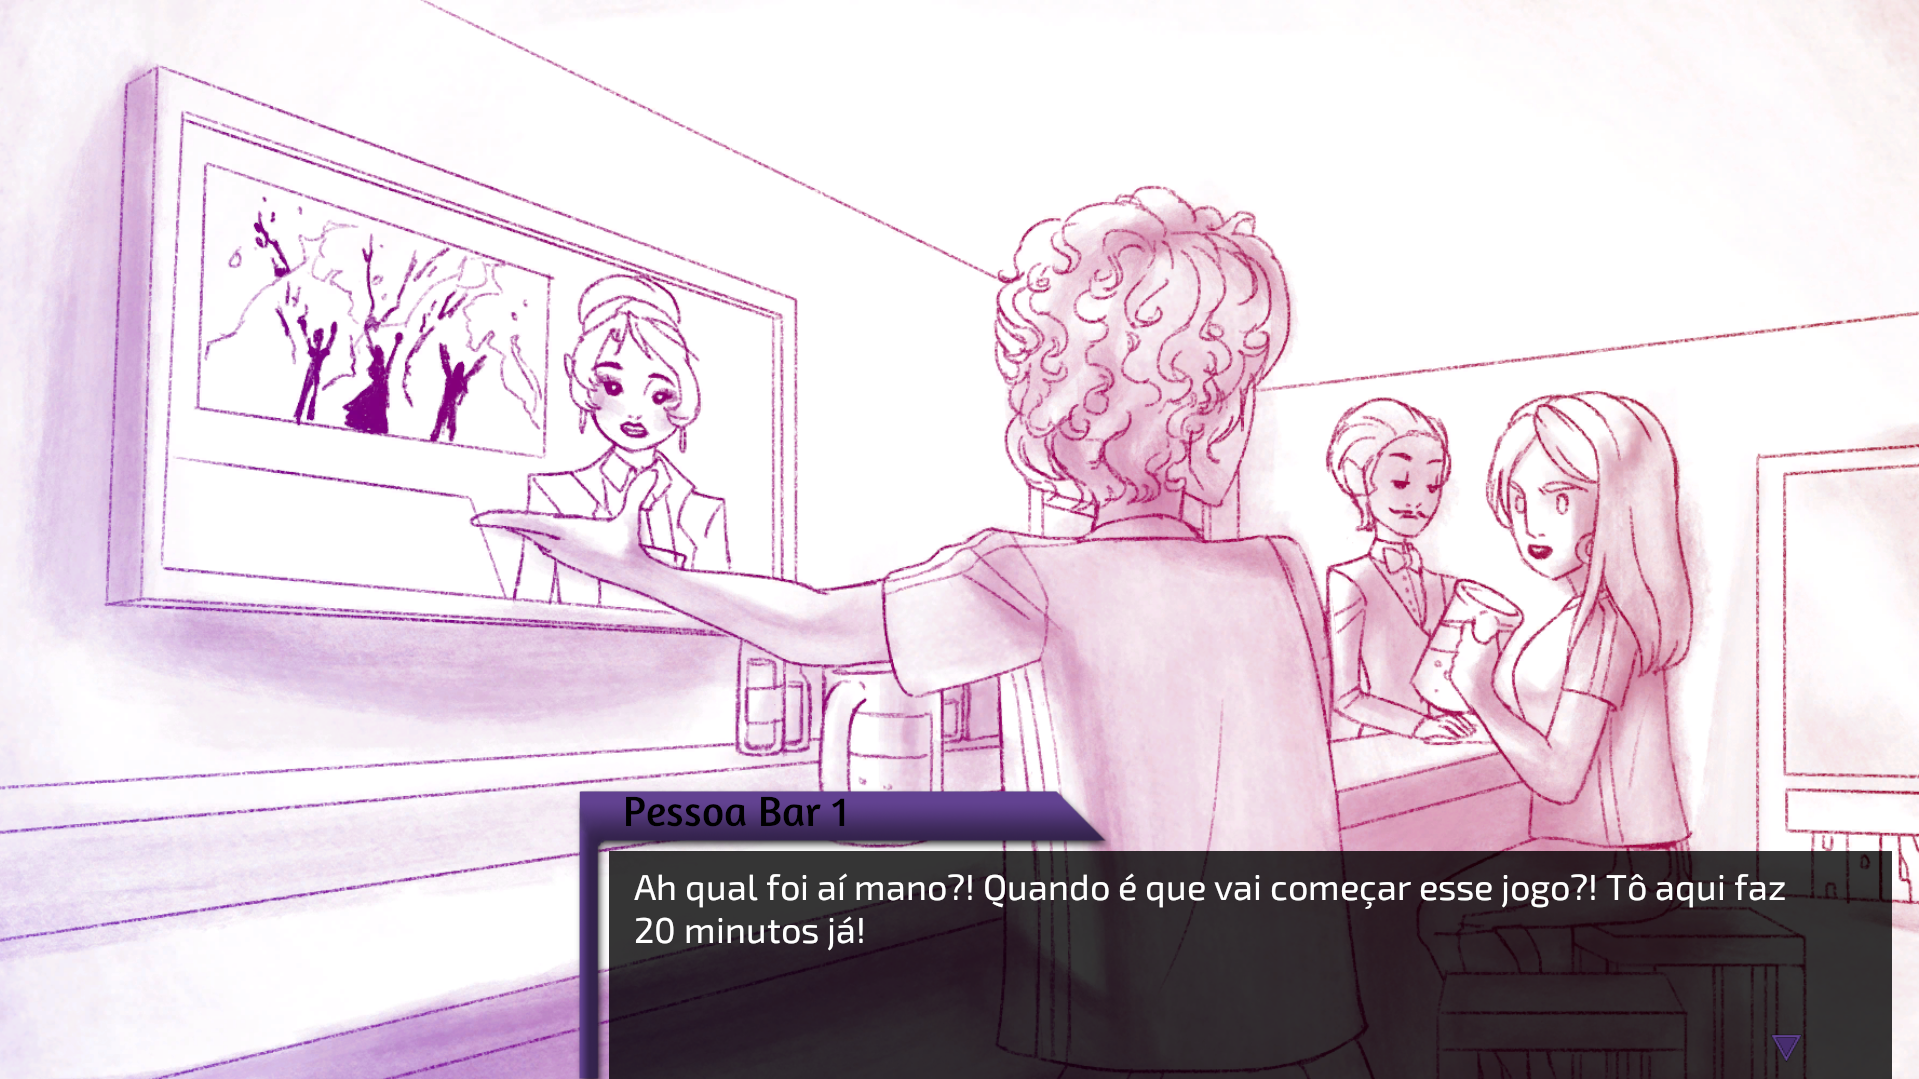 Pessoa Bar 1
Ah qual foi aí mano?! Quando é que vai começar esse jogo?! Tô aqui faz
20 minutos já!